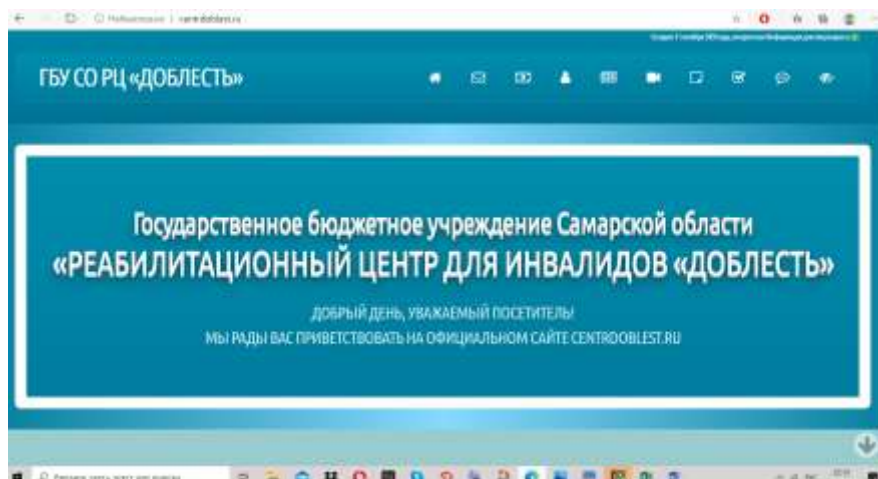 ГБУ СО РЦ «ДОБЛЕСТЬ»
Государственное бюджетное учреждение Самарской области
«РЕАБИЛИТАЦИОННЫЙ ЦЕНТР ДЛЯ ИНВАЛИДОВ «ДОБЛЕСТЬ»
ДОБРЫЙ ДЕНЬ, УВАЖАЕМЫЙ ПОСЕТИТЕЛЬ!
МЫ РАДЫ ВАС ПРИВЕТСТВОВАТЬ НА ОФИЦИАЛЬНОМ САЙТЕ CENTRDOBLEST.RU